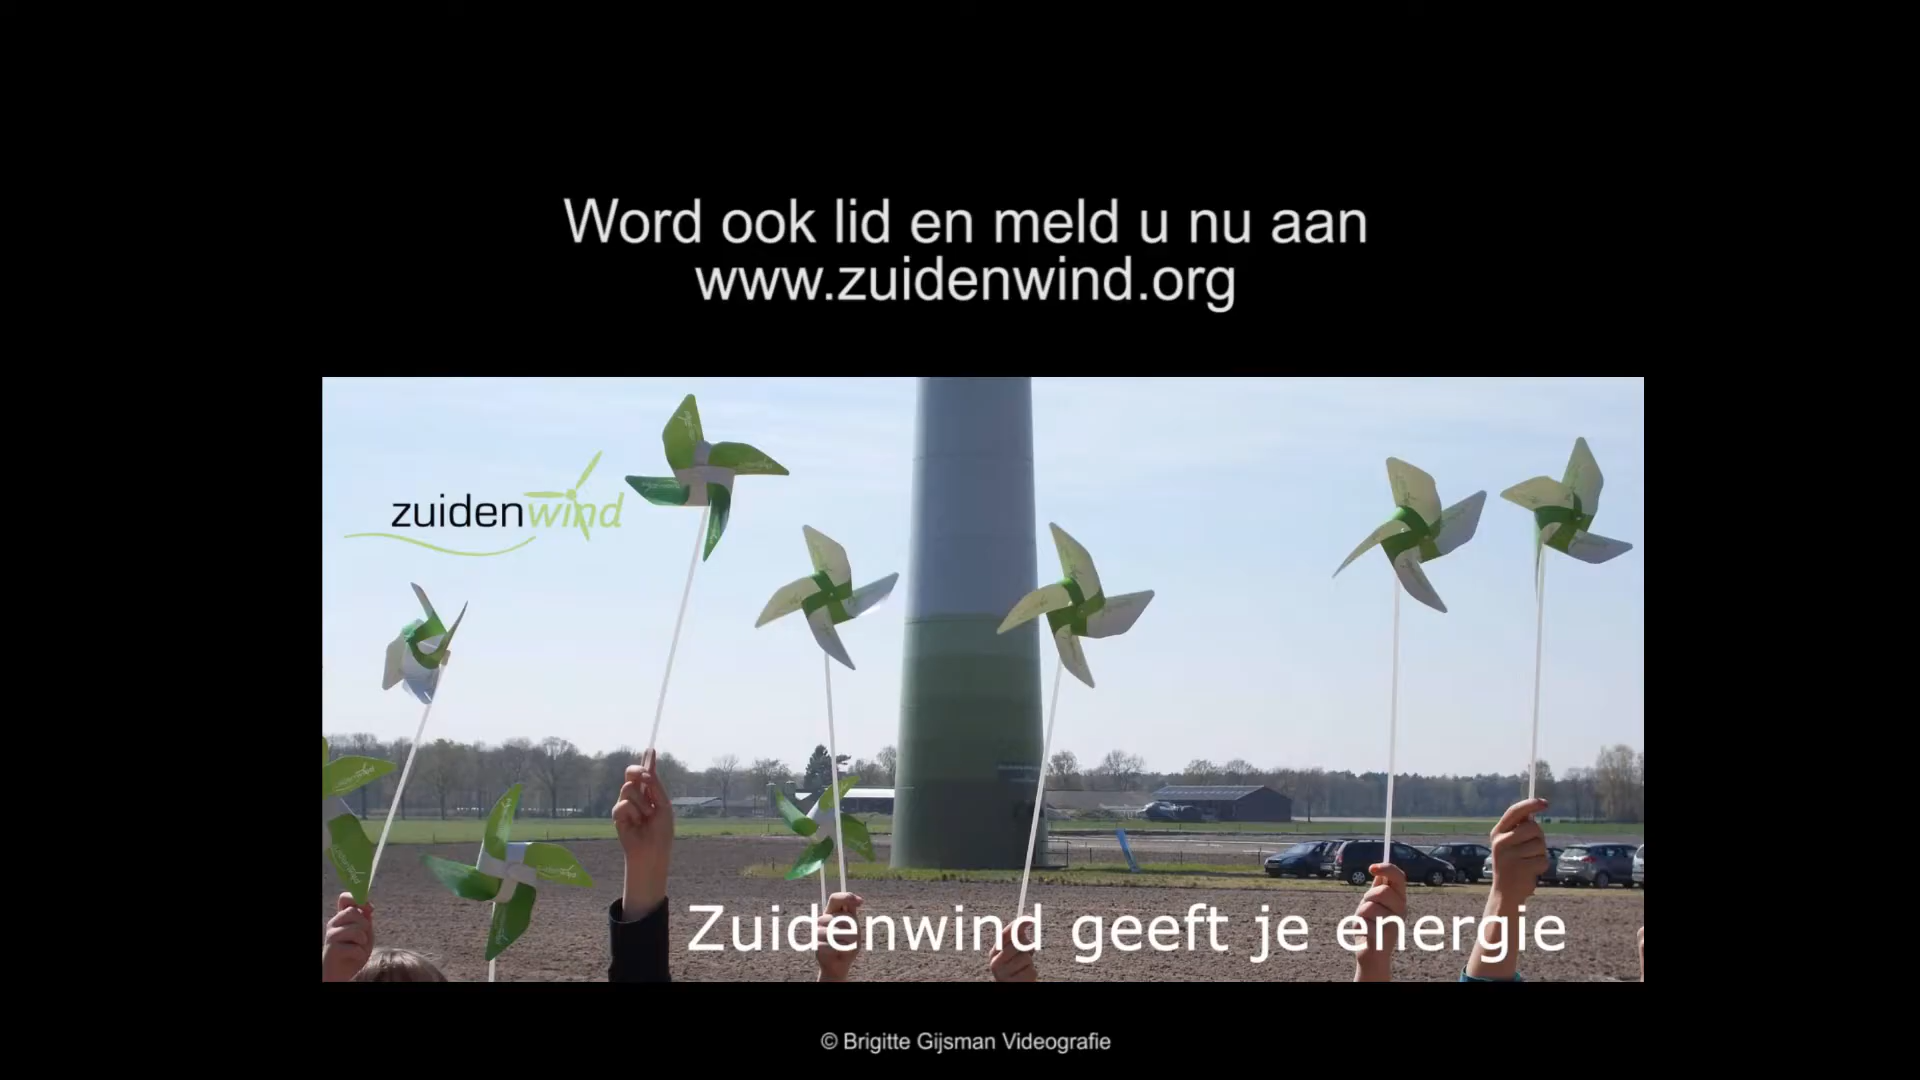 Word ook lid en meld u nu aan
www.zuidenwind.org
zuidenwind
Zuidenwind geeft je energie
© Brigitte Gijsman Videografie